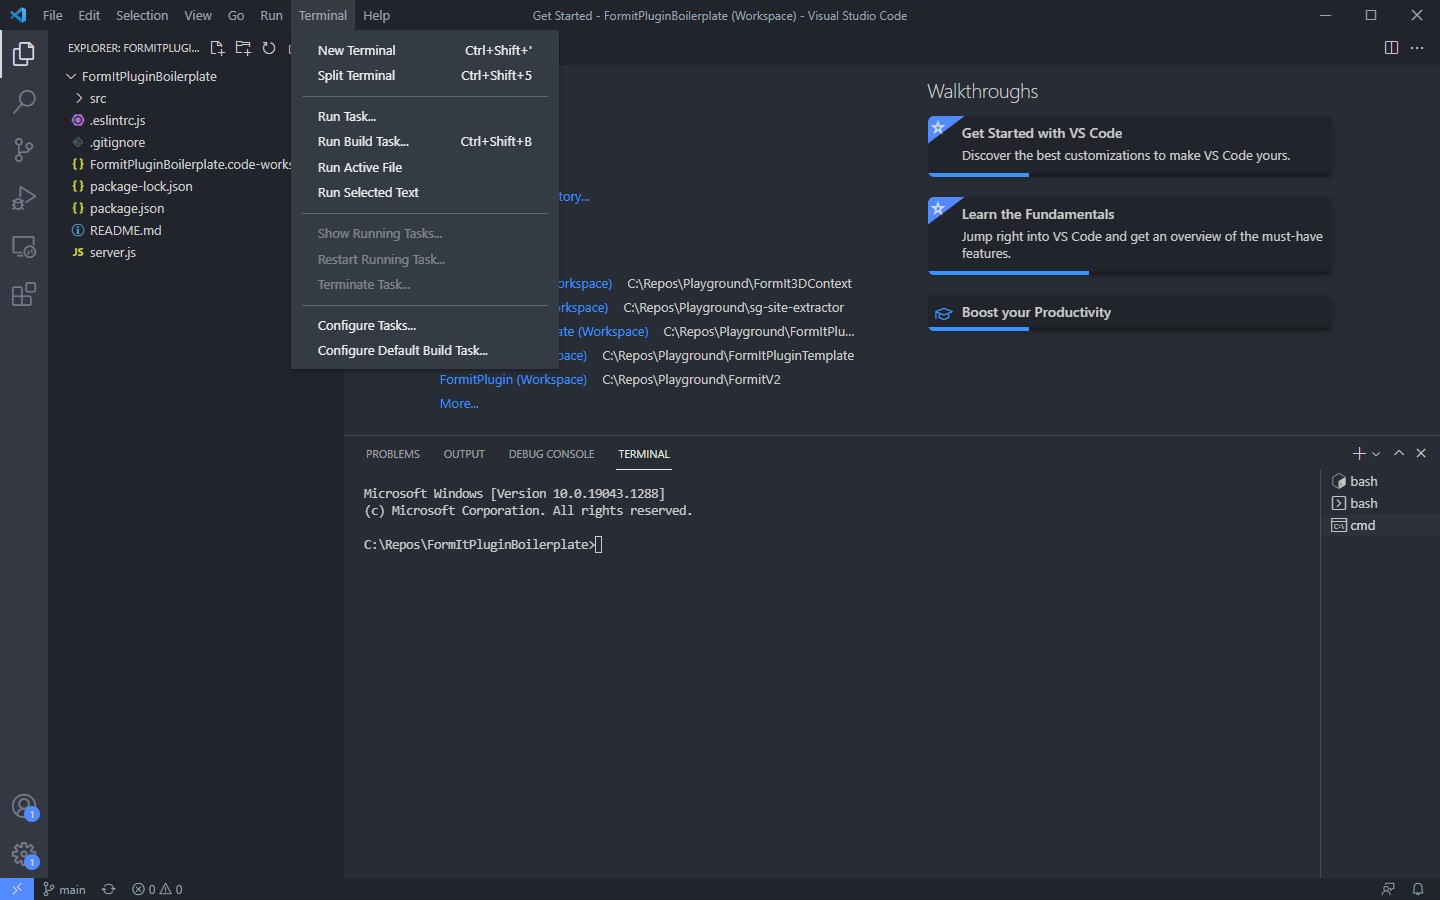 File Edit Selection View Go Run Terminal Help
Get Started - FormitPluginBoilerplate (Workspace) - Visual Studio Code
EXPLORER: FORMITPLUGI...
FormItPluginBoilerplate
src
.eslintrc.js
.gitignore
FormitPluginBoilerplate.code-works
package-lock.json
package.json
README.md
JS server.js
New Terminal Ctrl+Shift+'
Split Terminal Ctrl+Shift+5
Run Task...
Run Build Task... Ctrl+Shift+B
Run Active File
Run Selected Text
Show Running Tasks...
Restart Running Task...
Terminate Task...
Configure Tasks...
Configure Default Build Task...
tory...
orkspace) C:\Repos\Playground\FormIt3DContext
orkspace) C:\Repos\Playground\sg-site-extractor
ate (Workspace) C:\Repos\Playground\FormItPlu...
pace) C:\Repos\Playground\FormItPluginTemplate
FormitPlugin (Workspace) C:\Repos\Playground\FormitV2
More...
Walkthroughs
Get Started with VS Code
Discover the best customizations to make VS Code yours.
Learn the Fundamentals
Jump right into VS Code and get an overview of the must-have
features.
Boost your Productivity
PROBLEMS OUTPUT DEBUG CONSOLE TERMINAL
Microsoft Windows [Version 10.0.19043.1288]
(c) Microsoft Corporation. All rights reserved.
C:\Repos\FormItPluginBoilerplate>
bash
bash
cmd
1
1
main 0 0